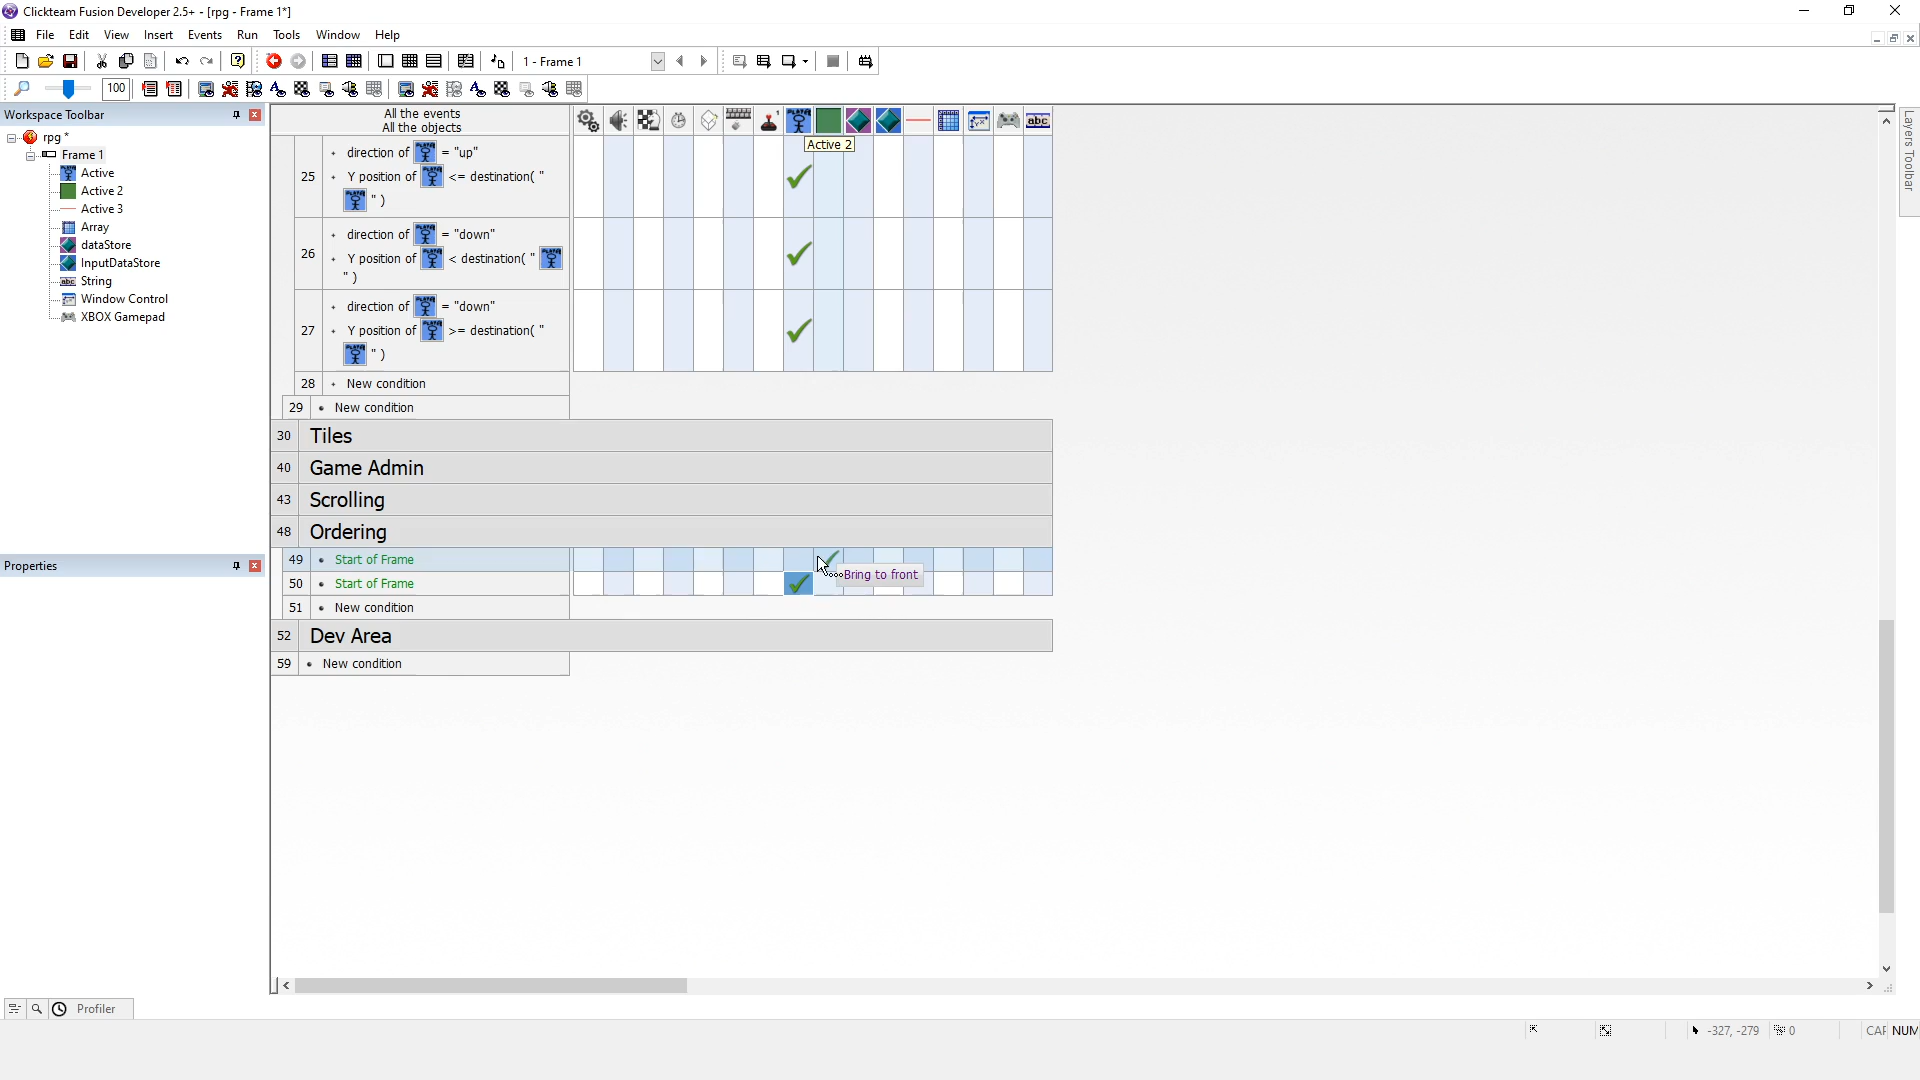 Clickteam Fusion Developer 2.5+ - [rpg - Frame 1*]
File Edit View Insert Events Run Tools Window Help
1 - Frame 1
100
Workspace Toolbar
rpg *
Frame 1
Active
Active 2
Active 3
Array
dataStore
InputDataStore
String
Window Control
XBOX Gamepad
Properties
Profiler
All the events
All the objects
abc
Active 2
25
direction of = "up"
Y position of <= destination( "
" )
26
direction of = "down"
Y position of < destination( "
" )
27
direction of = "down"
Y position of >= destination( "
" )
28 New condition
29 New condition
30 Tiles
40 Game Admin
43 Scrolling
48 Ordering
49 Start of Frame
Bring to front
50 Start of Frame
51 New condition
52 Dev Area
59 New condition
Layers Toolbar
-327, -279 0 CAP NUM